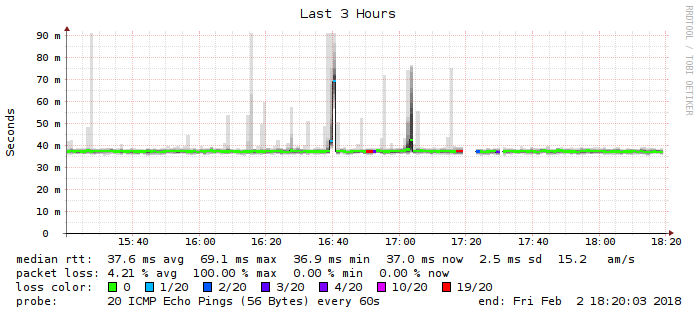 Last 3 Hours
RRDTOOL / TOBI OETIKER
Seconds
90 m
80 m
70 m
60 m
50 m
40 m
30 m
20 m
10 m
0
15:40 16:00 16:20 16:40 17:00 17:20 17:40 18:00 18:20
median rtt: 37.6 ms avg 69.1 ms max 36.9 ms min 37.0 ms now 2.5 ms sd 15.2 am/s
packet loss: 4.21 % avg 100.00 % max 0.00 % min 0.00 % now
loss color: 0 1/20 2/20 3/20 4/20 10/20 19/20
probe: 20 ICMP Echo Pings (56 Bytes) every 60s end: Fri Feb 2 18:20:03 2018